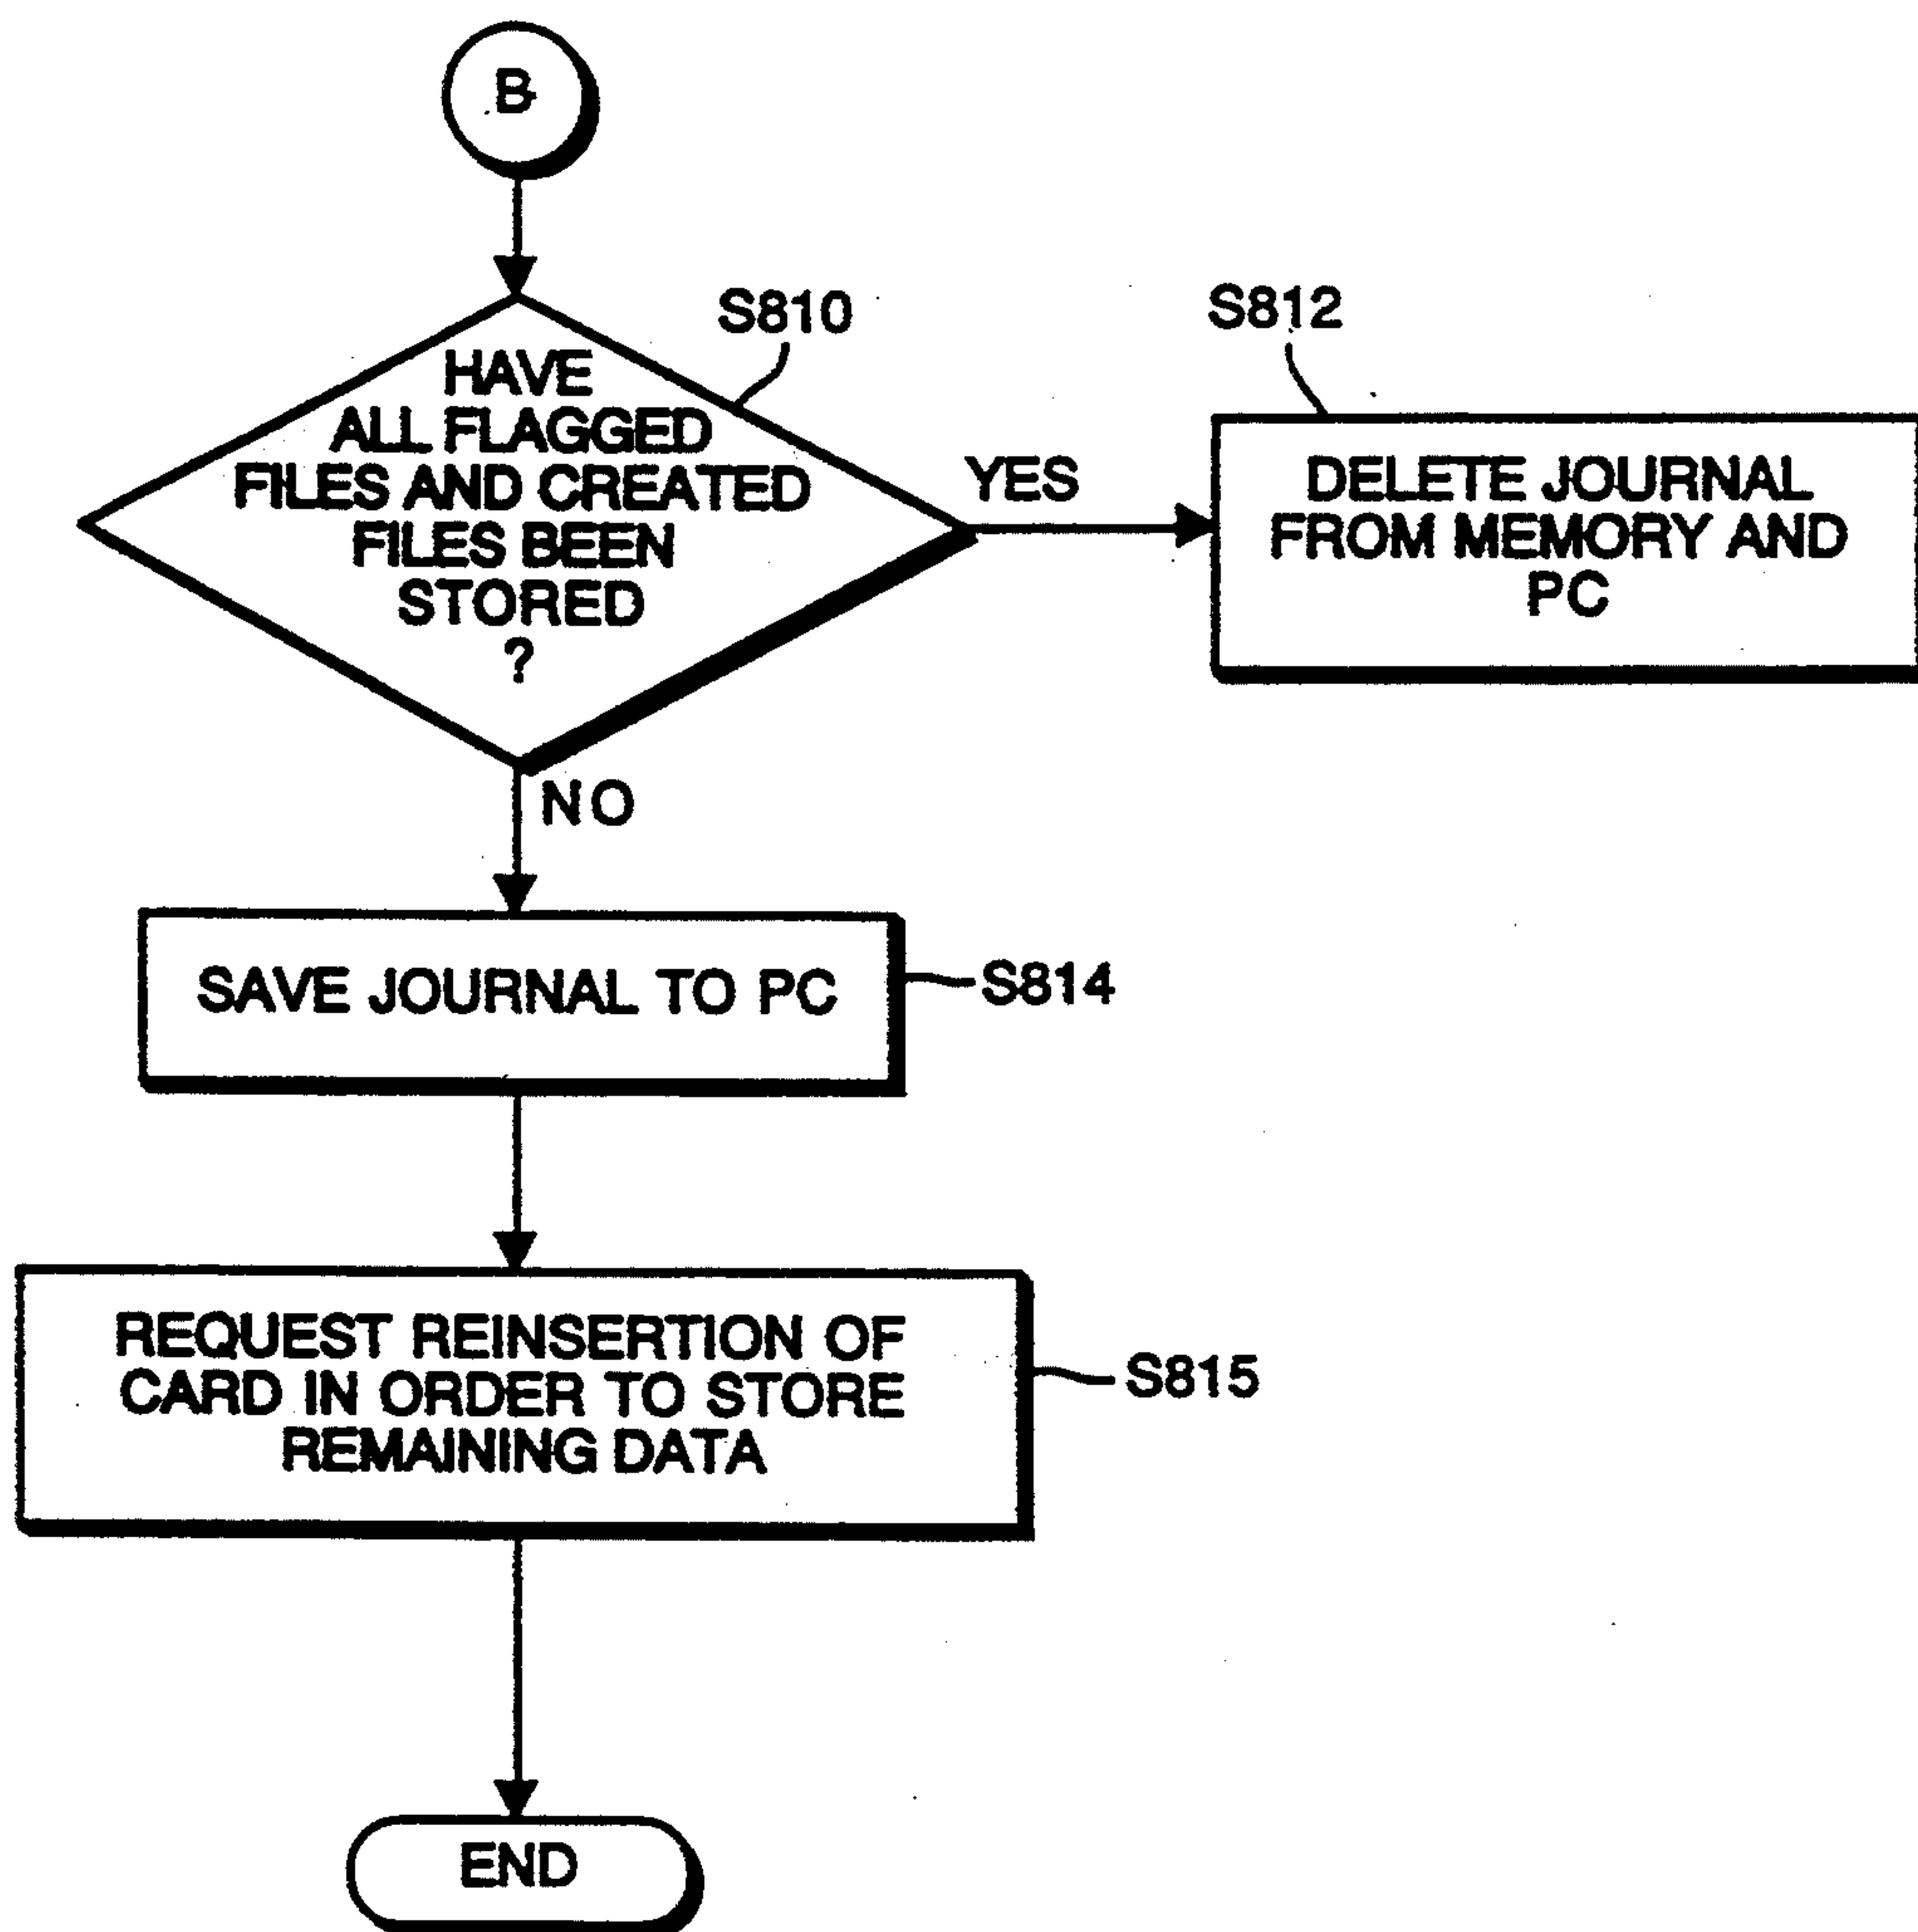 B
S810
HAVE
ALL FLAGGED
FILES AND CREATED
FILES BEEN
STORED
?
YES
S812
DELETE JOURNAL
FROM MEMORY AND
PC
NO
SAVE JOURNAL TO PC
S814
REQUEST REINSERTION OF
CARD IN ORDER TO STORE
REMAINING DATA
S815
END